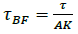 τ_BF = τ / AK